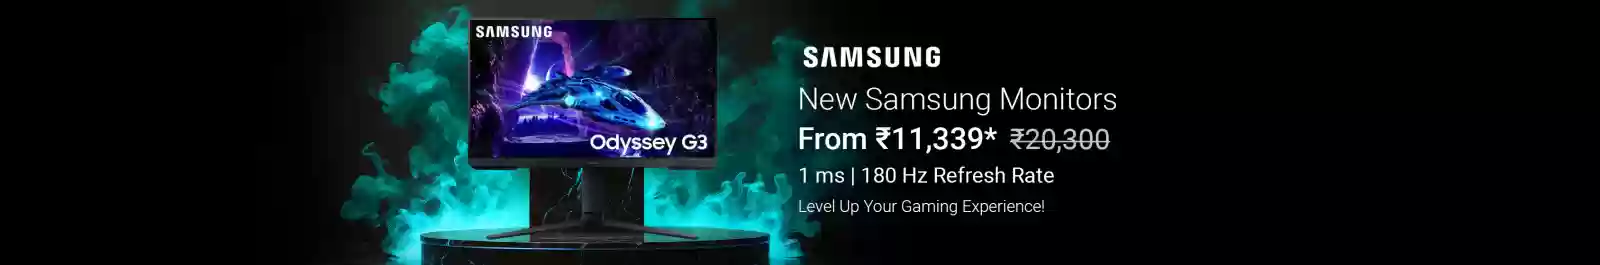 SAMSUNG
Odyssey G3
SAMSUNG
New Samsung Monitors
From ₹11,339* ₹20,300
1 ms | 180 Hz Refresh Rate
Level Up Your Gaming Experience!